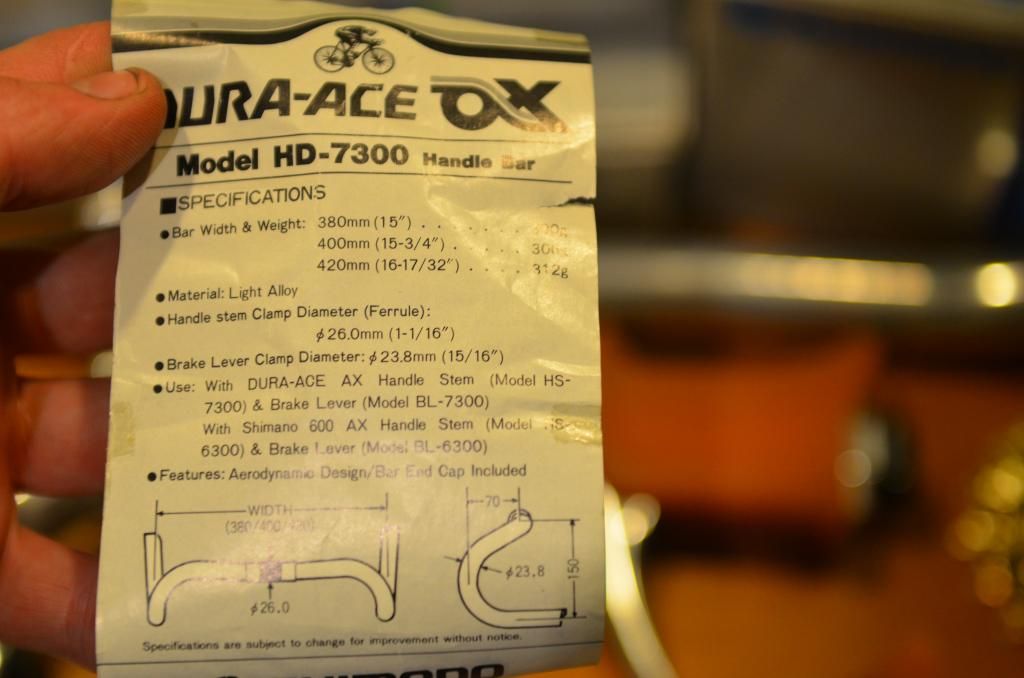 DURA-ACE AX
Model HD-7300 Handle Bar
■SPECIFICATIONS
●Bar Width & Weight: 380mm (15″) . . . . . .
400mm (15-3/4″) . . . . 300g
420mm (16-17/32″) . . . . 312g
●Material: Light Alloy
●Handle stem Clamp Diameter (Ferrule):
φ26.0mm (1-1/16″)
●Brake Lever Clamp Diameter: φ23.8mm (15/16″)
●Use: With DURA-ACE AX Handle Stem (Model HS-
7300) & Brake Lever (Model BL-7300)
With Shimano 600 AX Handle Stem (Model HS-
6300) & Brake Lever (Model BL-6300)
●Features: Aerodynamic Design/Bar End Cap Included
WIDTH
(380/400/420)
φ26.0
70
φ23.8
150
Specifications are subject to change for improvement without notice.
SHIMANO